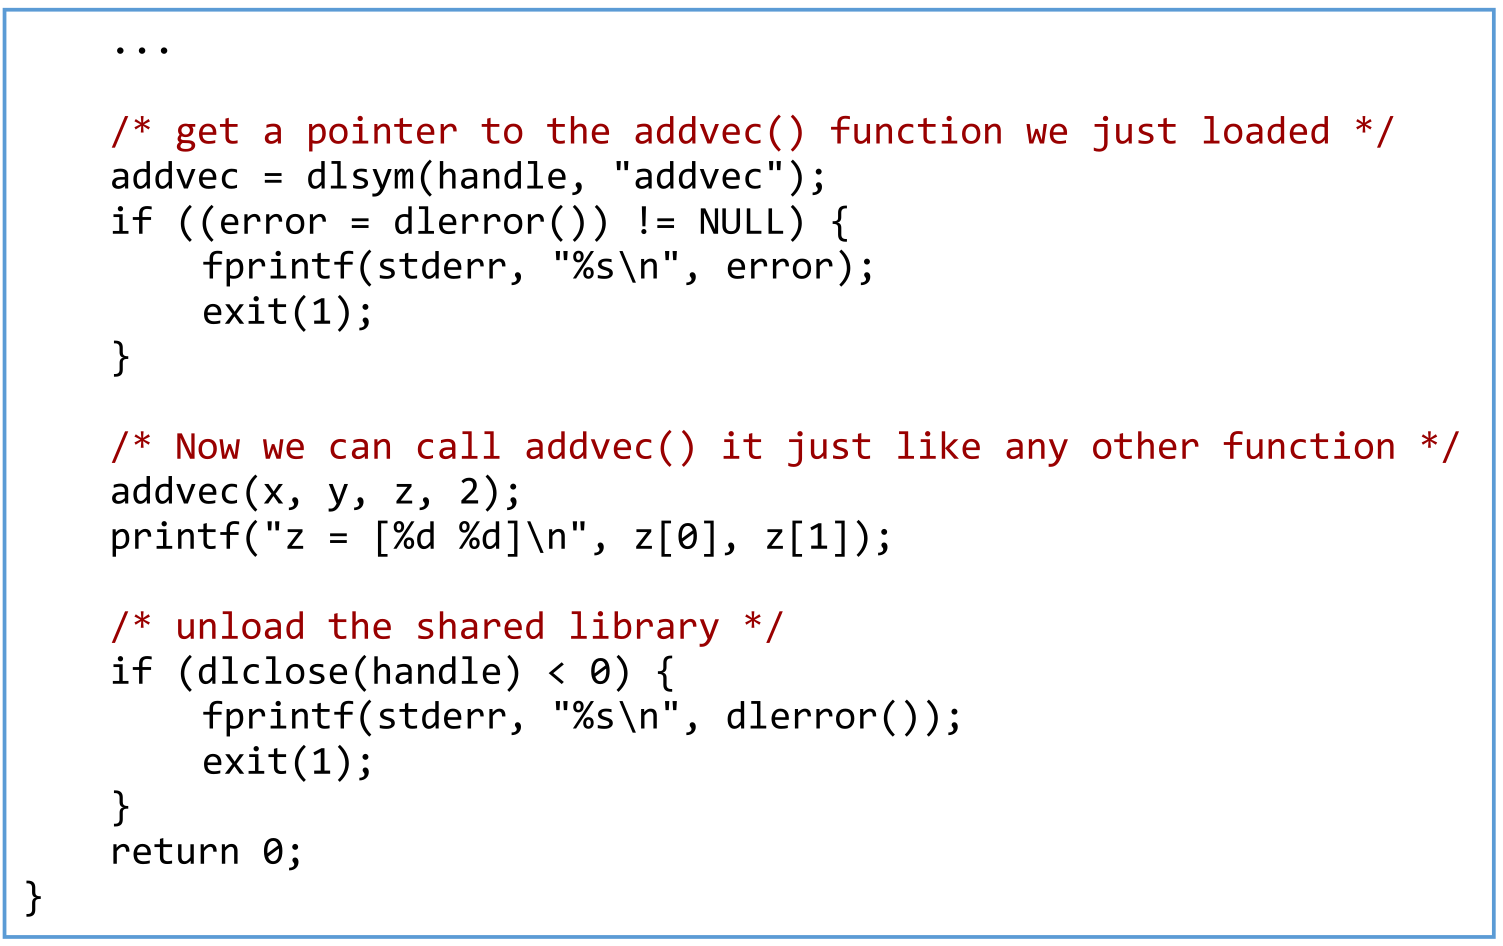 ...
/* get a pointer to the addvec() function we just loaded */
addvec = dlsym(handle, "addvec");
if ((error = dlerror()) != NULL) {
fprintf(stderr, "%s\n", error);
exit(1);
}
/* Now we can call addvec() it just like any other function */
addvec(x, y, z, 2);
printf("z = [%d %d]\n", z[0], z[1]);
/* unload the shared library */
if (dlclose(handle) < 0) {
fprintf(stderr, "%s\n", dlerror());
exit(1);
}
return 0;
}